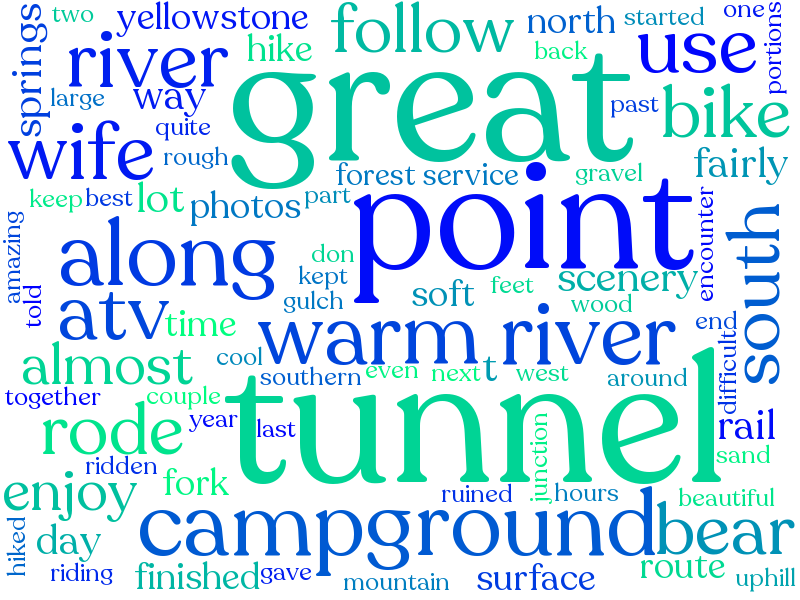 two
yellowstone
follow
north
started
one
springs
river
hike
great
back
use
portions
large
way
past
bike
quite
wife
rough
forest service
gravel
fairly
keep
best
lot
photos
part
point
encounter
amazing
along
don
kept
scenery
south
told
atv
time
gulch
soft
feet
wood
end
warm river
almost
cool
southern
even
next
t
west
around
difficult
together
couple
tunnel
rode
year
last
junction
rail
ridden
sand
enjoy
fork
ruined
hours
beautiful
campground
bear
hiked
day
route
riding
finished
gave
mountain
surface
uphill